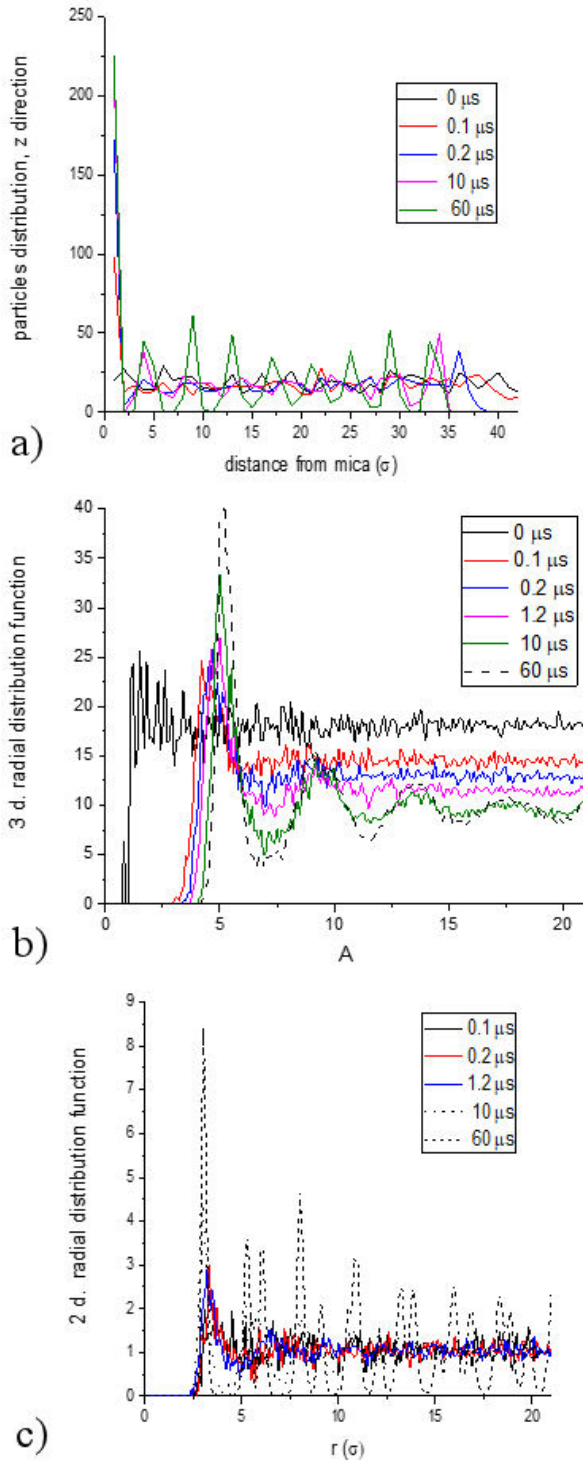 250
200
150
100
50
0
particles distribution, z direction
0 μs
0.1 μs
0.2 μs
10 μs
60 μs
0 5 10 15 20 25 30 35 40
distance from mica (σ)
a)
40
35
30
25
20
15
10
5
0
3 d. radial distribution function
0 μs
0.1 μs
0.2 μs
1.2 μs
10 μs
60 μs
0 5 10 15 20
A
b)
9
8
7
6
5
4
3
2
1
0
2 d. radial distribution function
0.1 μs
0.2 μs
1.2 μs
10 μs
60 μs
0 5 10 15 20
r (σ)
c)